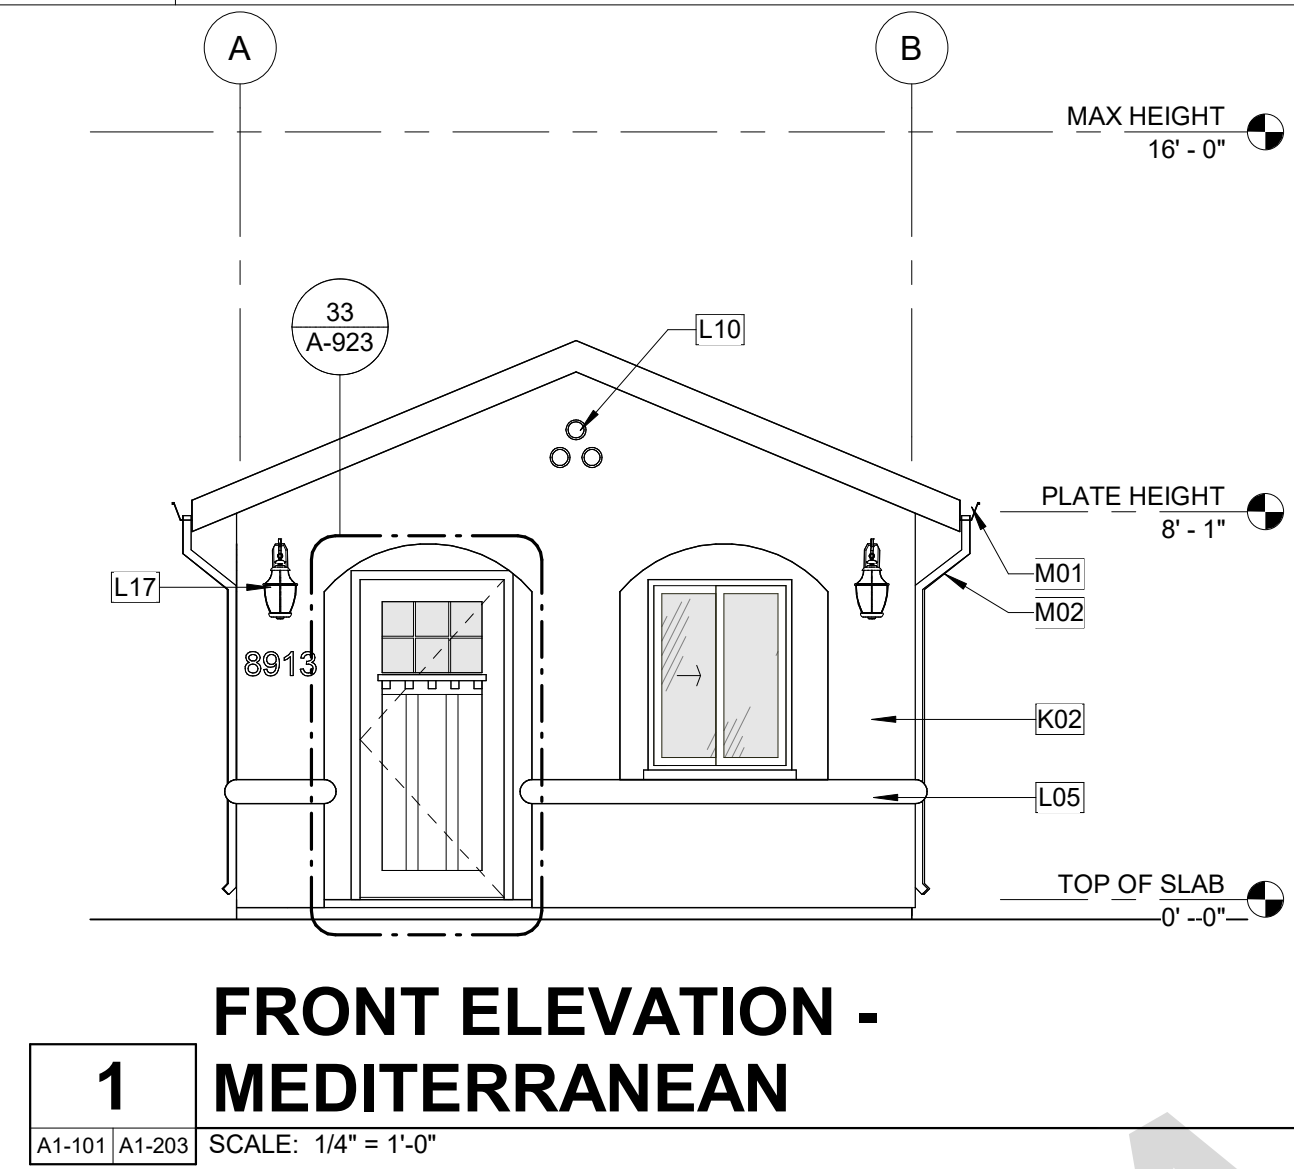 A
B
MAX HEIGHT
16' - 0"
33
A-923
L10
PLATE HEIGHT
8' - 1"
M01
L17
M02
8913
K02
L05
TOP OF SLAB
0' - 0"
FRONT ELEVATION -
MEDITERRANEAN
1
A1-101 A1-203
SCALE: 1/4" = 1'-0"